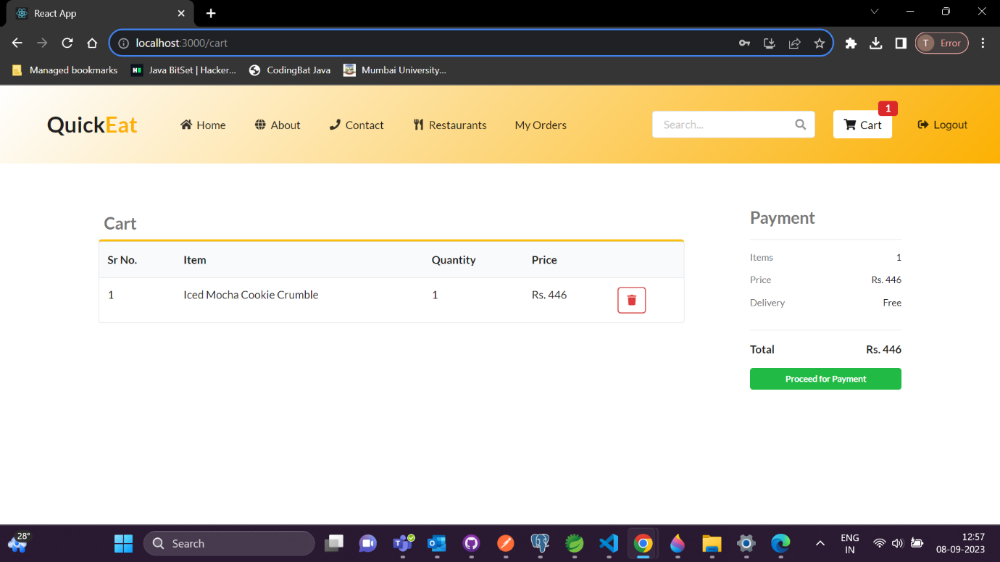 React App
localhost:3000/cart
T Error
Managed bookmarks
Java BitSet | Hacker...
CodingBat Java
Mumbai University...
QuickEat
Home
About
Contact
Restaurants
My Orders
Search...
1
Cart
Logout
Cart
Sr No. Item Quantity Price
1 Iced Mocha Cookie Crumble 1 Rs. 446
Payment
Items 1
Price Rs. 446
Delivery Free
Total Rs. 446
Proceed for Payment
28°
Search
ENG
IN
12:57
08-09-2023